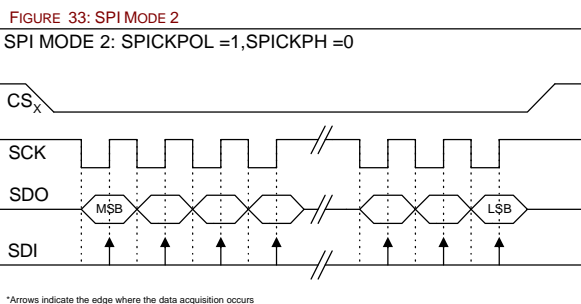 FIGURE 33: SPI MODE 2
SPI MODE 2: SPICKPOL =1,SPICKPH =0
CSX
SCK
SDO
MSB
LSB
SDI
*Arrows indicate the edge where the data acquisition occurs